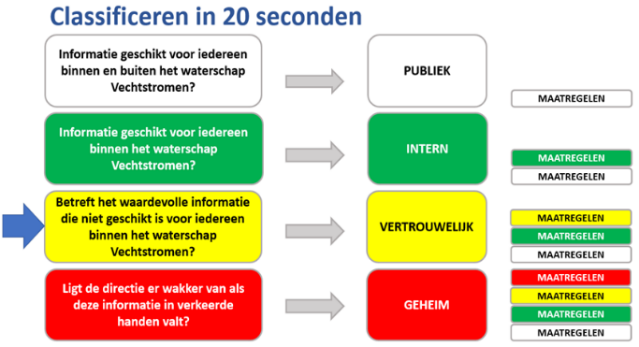 Classificeren in 20 seconden
Informatie geschikt voor iedereen
binnen en buiten het waterschap
Vechtstromen?
PUBLIEK
MAATREGELEN
Informatie geschikt voor iedereen
binnen het waterschap
Vechtstromen?
INTERN
MAATREGELEN
MAATREGELEN
Betreft het waardevolle informatie
die niet geschikt is voor iedereen
binnen het waterschap
Vechtstromen?
VERTROUWELIJK
MAATREGELEN
MAATREGELEN
MAATREGELEN
Ligt de directie er wakker van als
deze informatie in verkeerde
handen valt?
GEHEIM
MAATREGELEN
MAATREGELEN
MAATREGELEN
MAATREGELEN